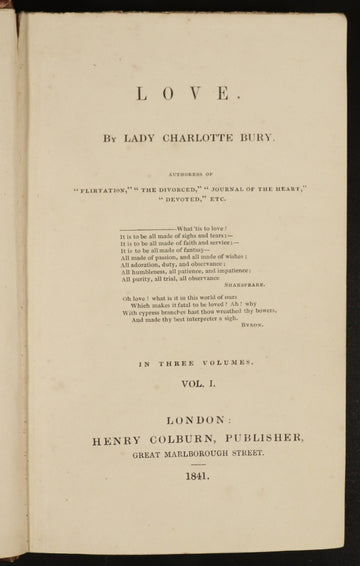 LOVE.
BY LADY CHARLOTTE BURY.
AUTHORESS OF
"FLIRTATION," "THE DIVORCED," "JOURNAL OF THE HEART,"
"DEVOTED," ETC.
————What 'tis to love!
It is to be all made of sighs and tears;—
It is to be all made of faith and service;—
It is to be all made of fantasy—
All made of passion, and all made of wishes;
All adoration, duty, and observance;
All humbleness, all patience, and impatience;
All purity, all trial, all observance
SHAKSPEARE.
Oh love! what is it in this world of ours
Which makes it fatal to be loved? Ah! why
With cypress branches hast thou wreathed thy bowers,
And made thy best interpreter a sigh.
BYRON.
IN THREE VOLUMES.
VOL. I.
LONDON:
HENRY COLBURN, PUBLISHER,
GREAT MARLBOROUGH STREET.
1841.